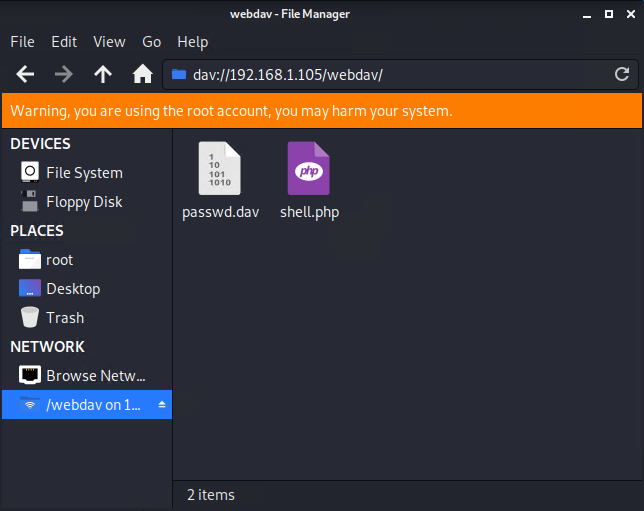 webdav - File Manager
File Edit View Go Help
dav://192.168.1.105/webdav/
Warning, you are using the root account, you may harm your system.
DEVICES
File System
Floppy Disk
PLACES
root
Desktop
Trash
NETWORK
Browse Netw...
/webdav on 1...
1
10
101
1010
passwd.dav
php
shell.php
2 items